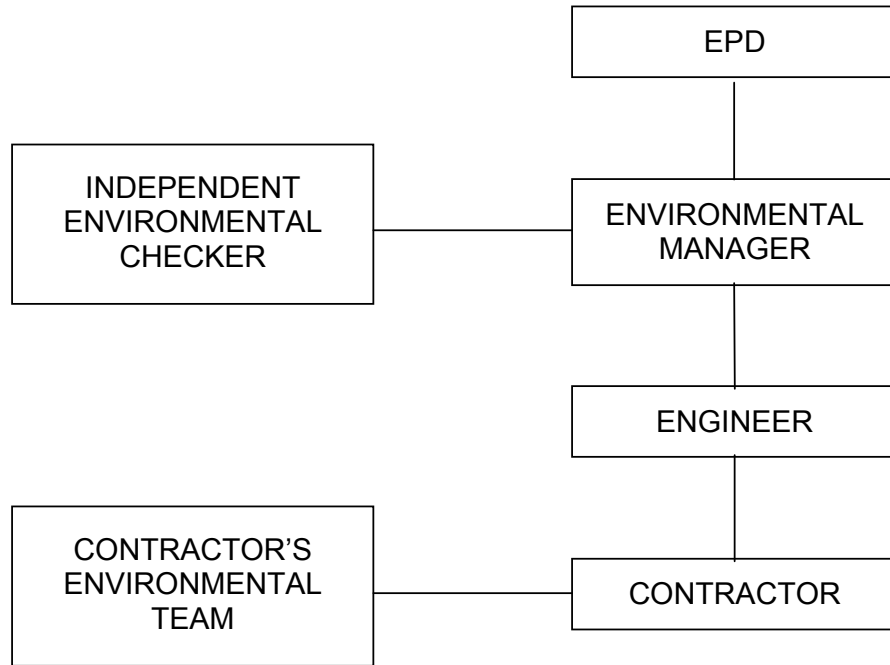 EPD
INDEPENDENT
ENVIRONMENTAL
CHECKER
ENVIRONMENTAL
MANAGER
ENGINEER
CONTRACTOR’S
ENVIRONMENTAL
TEAM
CONTRACTOR